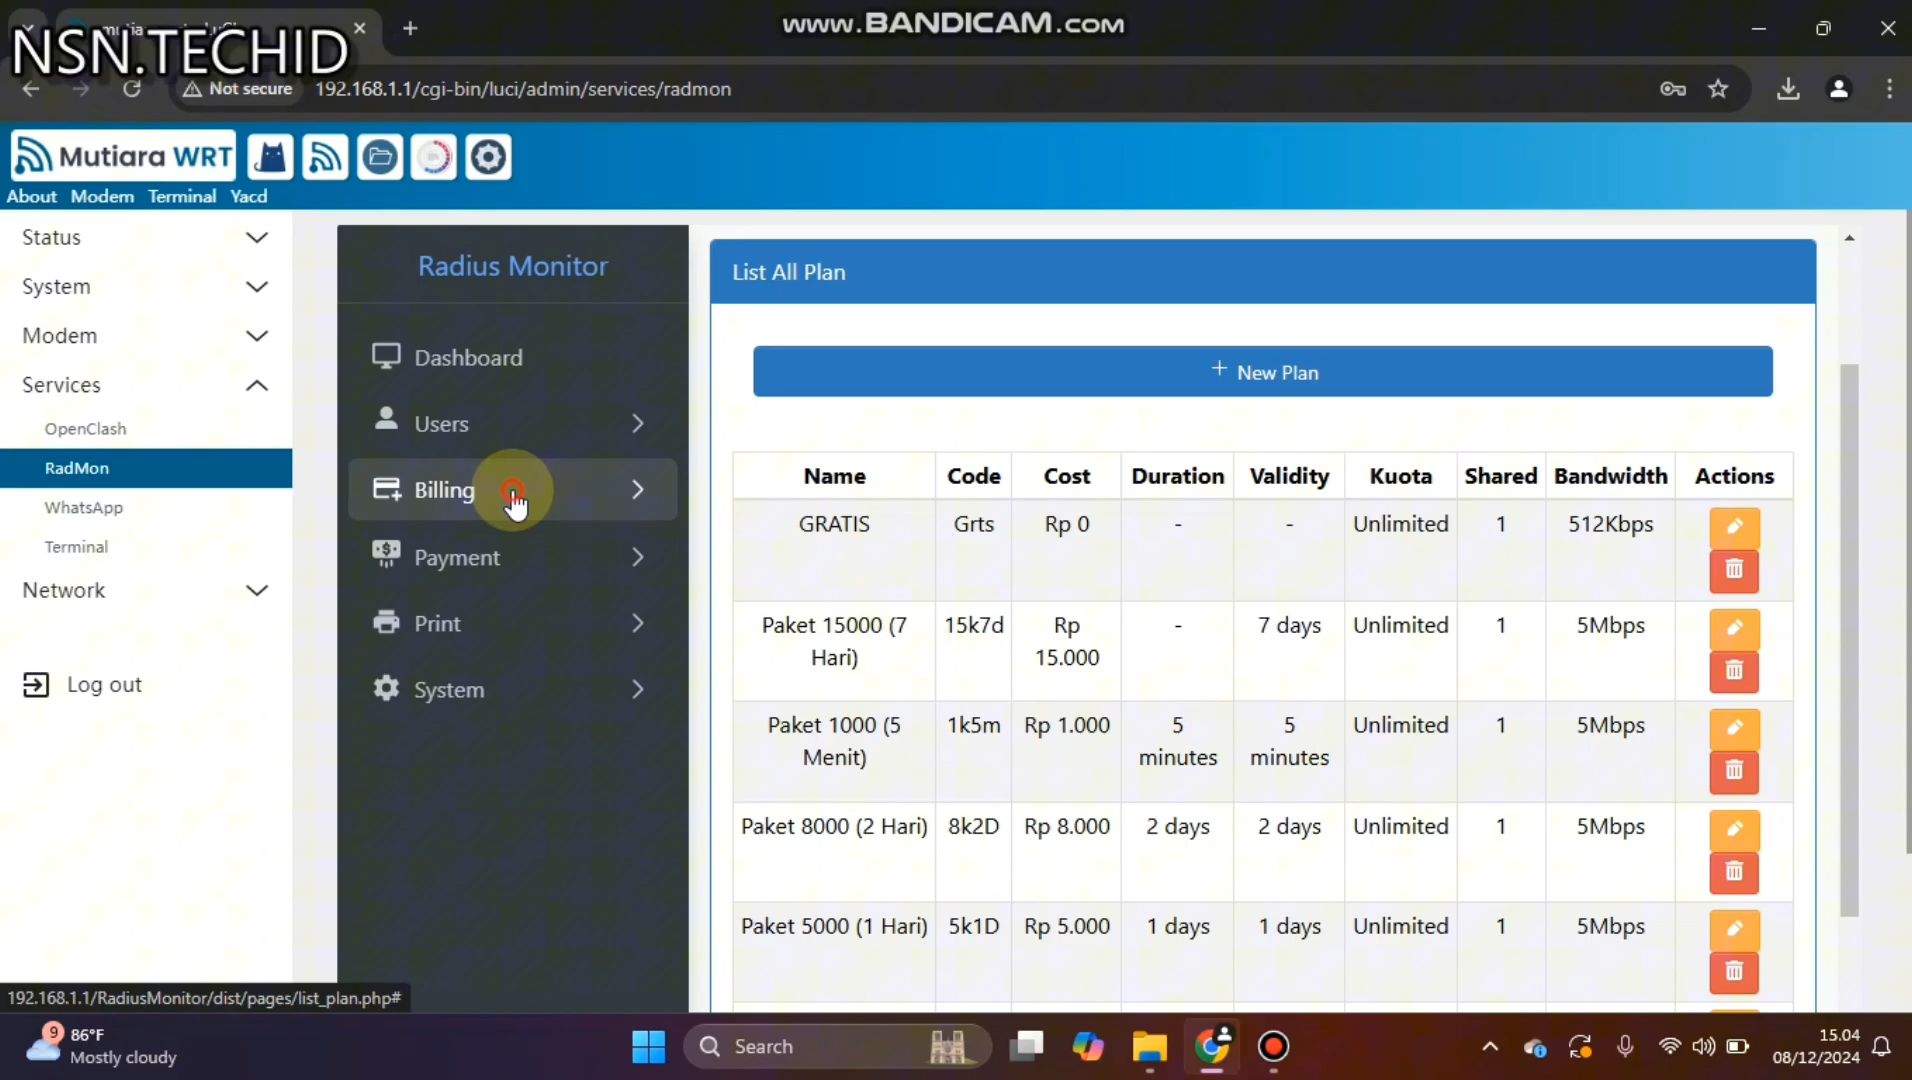 www.BANDICAM.com
NSN.TECHID
Not secure
192.168.1.1/cgi-bin/luci/admin/services/radmon
Mutiara WRT
About Modem Terminal Yacd
Status
System
Modem
Services
OpenClash
RadMon
WhatsApp
Terminal
Network
Log out
Radius Monitor
Dashboard
Users
Billing
Payment
Print
System
List All Plan
+ New Plan
Name Code Cost Duration Validity Kuota Shared Bandwidth Actions
GRATIS Grts Rp 0 - - Unlimited 1 512Kbps
Paket 15000 (7 15k7d Rp - 7 days Unlimited 1 5Mbps
Hari) 15.000
Paket 1000 (5 1k5m Rp 1.000 5 5 Unlimited 1 5Mbps
Menit) minutes minutes
Paket 8000 (2 Hari) 8k2D Rp 8.000 2 days 2 days Unlimited 1 5Mbps
Paket 5000 (1 Hari) 5k1D Rp 5.000 1 days 1 days Unlimited 1 5Mbps
192.168.1.1/RadiusMonitor/dist/pages/list_plan.php#
9
86°F
Mostly cloudy
Search
15.04
08/12/2024